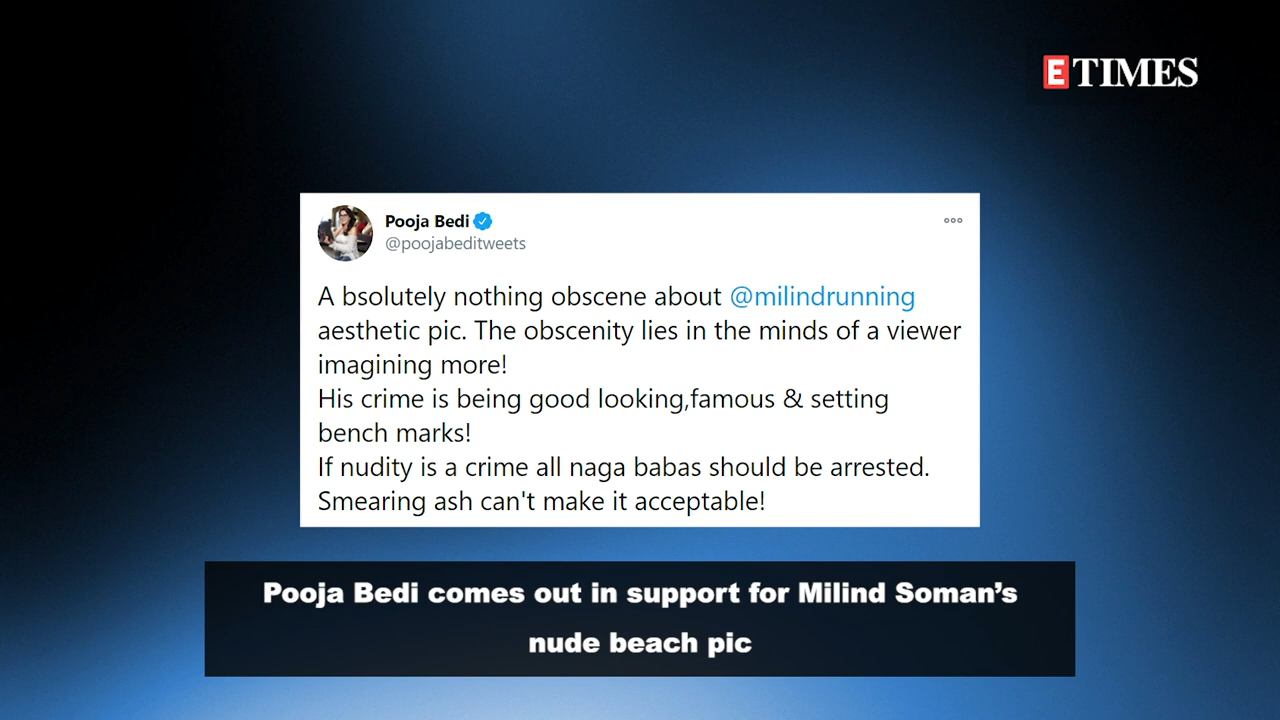 E TIMES
Pooja Bedi
@poojabeditweets
A bsolutely nothing obscene about @milindrunning
aesthetic pic. The obscenity lies in the minds of a viewer
imagining more!
His crime is being good looking,famous & setting
bench marks!
If nudity is a crime all naga babas should be arrested.
Smearing ash can't make it acceptable!
Pooja Bedi comes out in support for Milind Soman’s
nude beach pic